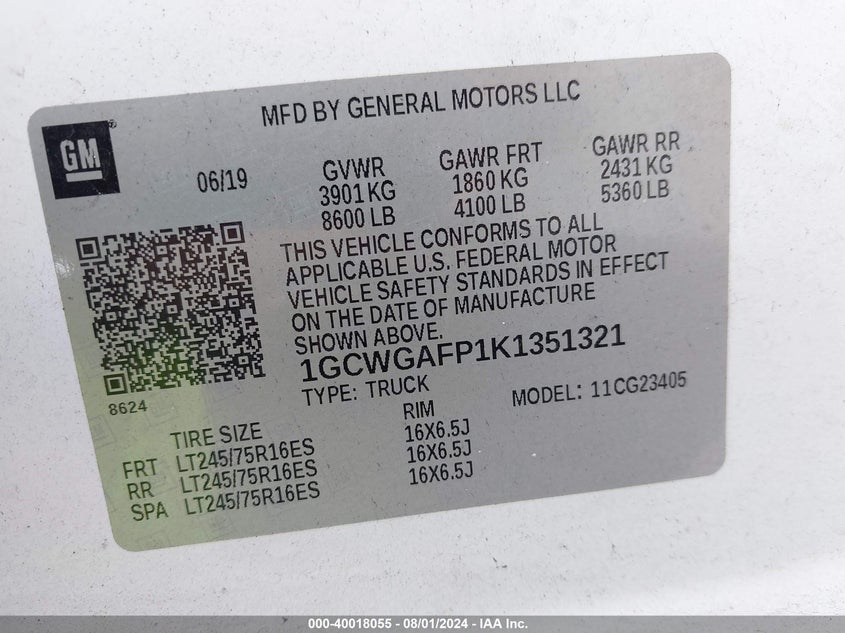 MFD BY GENERAL MOTORS LLC
GM
06/19
GVWR GAWR FRT GAWR RR
3901 KG 1860 KG 2431 KG
8600 LB 4100 LB 5360 LB
THIS VEHICLE CONFORMS TO ALL
APPLICABLE U.S. FEDERAL MOTOR
VEHICLE SAFETY STANDARDS IN EFFECT
ON THE DATE OF MANUFACTURE
SHOWN ABOVE.
1GCWGAFP1K1351321
TYPE: TRUCK MODEL: 11CG23405
8624
TIRE SIZE RIM
FRT LT245/75R16ES 16X6.5J
RR LT245/75R16ES 16X6.5J
SPA LT245/75R16ES 16X6.5J
000-40018055 - 08/01/2024 - IAA Inc.